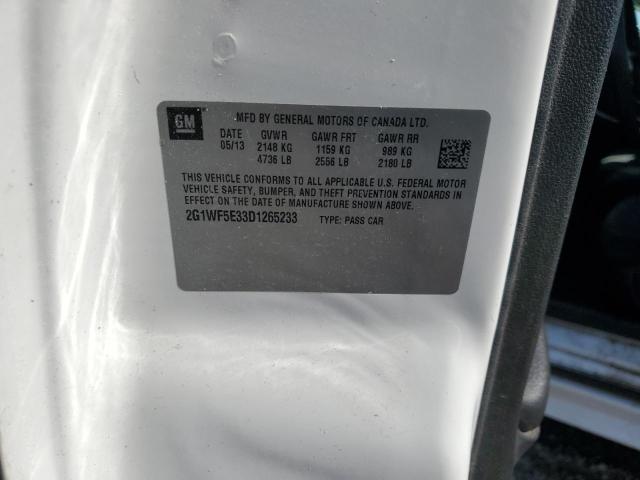 GM
MFD BY GENERAL MOTORS OF CANADA LTD.
DATE GVWR GAWR FRT GAWR RR
05/13 2148 KG 1159 KG 989 KG
4736 LB 2556 LB 2180 LB
THIS VEHICLE CONFORMS TO ALL APPLICABLE U.S. FEDERAL MOTOR
VEHICLE SAFETY, BUMPER, AND THEFT PREVENTION STANDARDS
IN EFFECT ON THE DATE OF MANUFACTURE SHOWN ABOVE.
2G1WF5E33D1265233 TYPE: PASS CAR